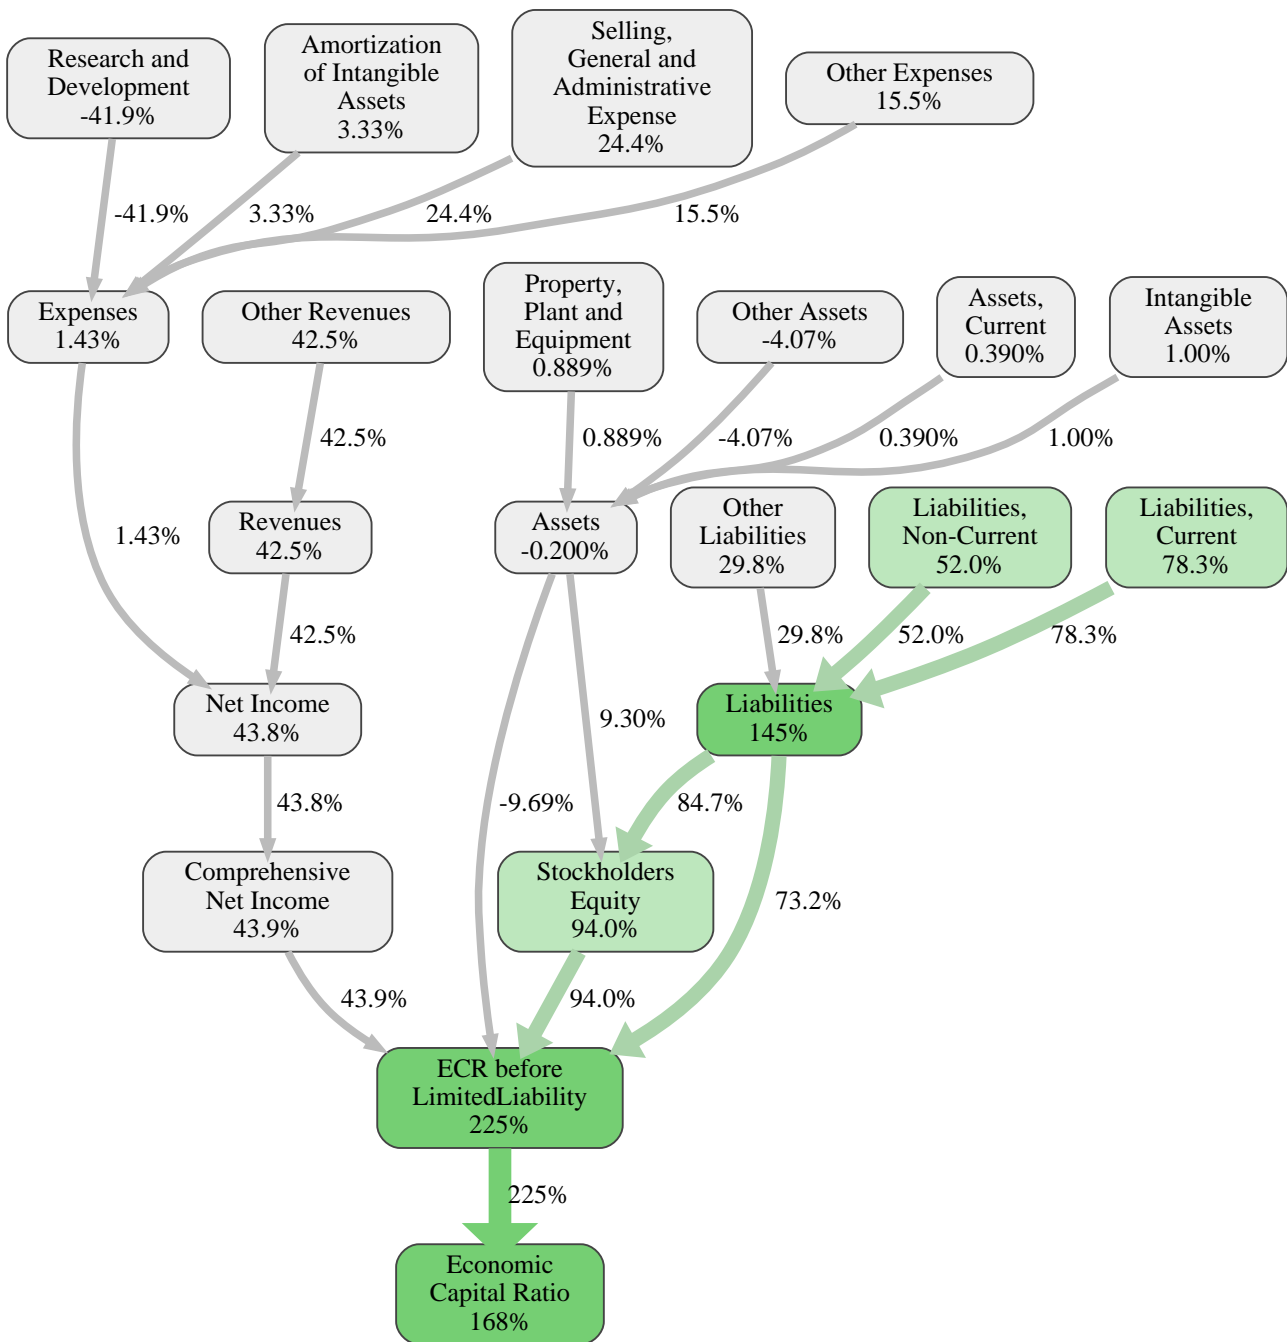 Research and
Development
-41.9%
Amortization
of Intangible
Assets
3.33%
Selling,
General and
Administrative
Expense
24.4%
Other Expenses
15.5%
-41.9%
3.33%
24.4%
15.5%
Expenses
1.43%
Other Revenues
42.5%
Property,
Plant and
Equipment
0.889%
Other Assets
-4.07%
Assets,
Current
0.390%
Intangible
Assets
1.00%
42.5%
0.889%
-4.07%
0.390%
1.00%
1.43%
Revenues
42.5%
Assets
-0.200%
Other
Liabilities
29.8%
Liabilities,
Non-Current
52.0%
Liabilities,
Current
78.3%
42.5%
29.8%
52.0%
78.3%
Net Income
43.8%
9.30%
Liabilities
145%
43.8%
-9.69%
84.7%
Comprehensive
Net Income
43.9%
Stockholders
Equity
94.0%
73.2%
43.9%
94.0%
ECR before
LimitedLiability
225%
225%
Economic
Capital Ratio
168%